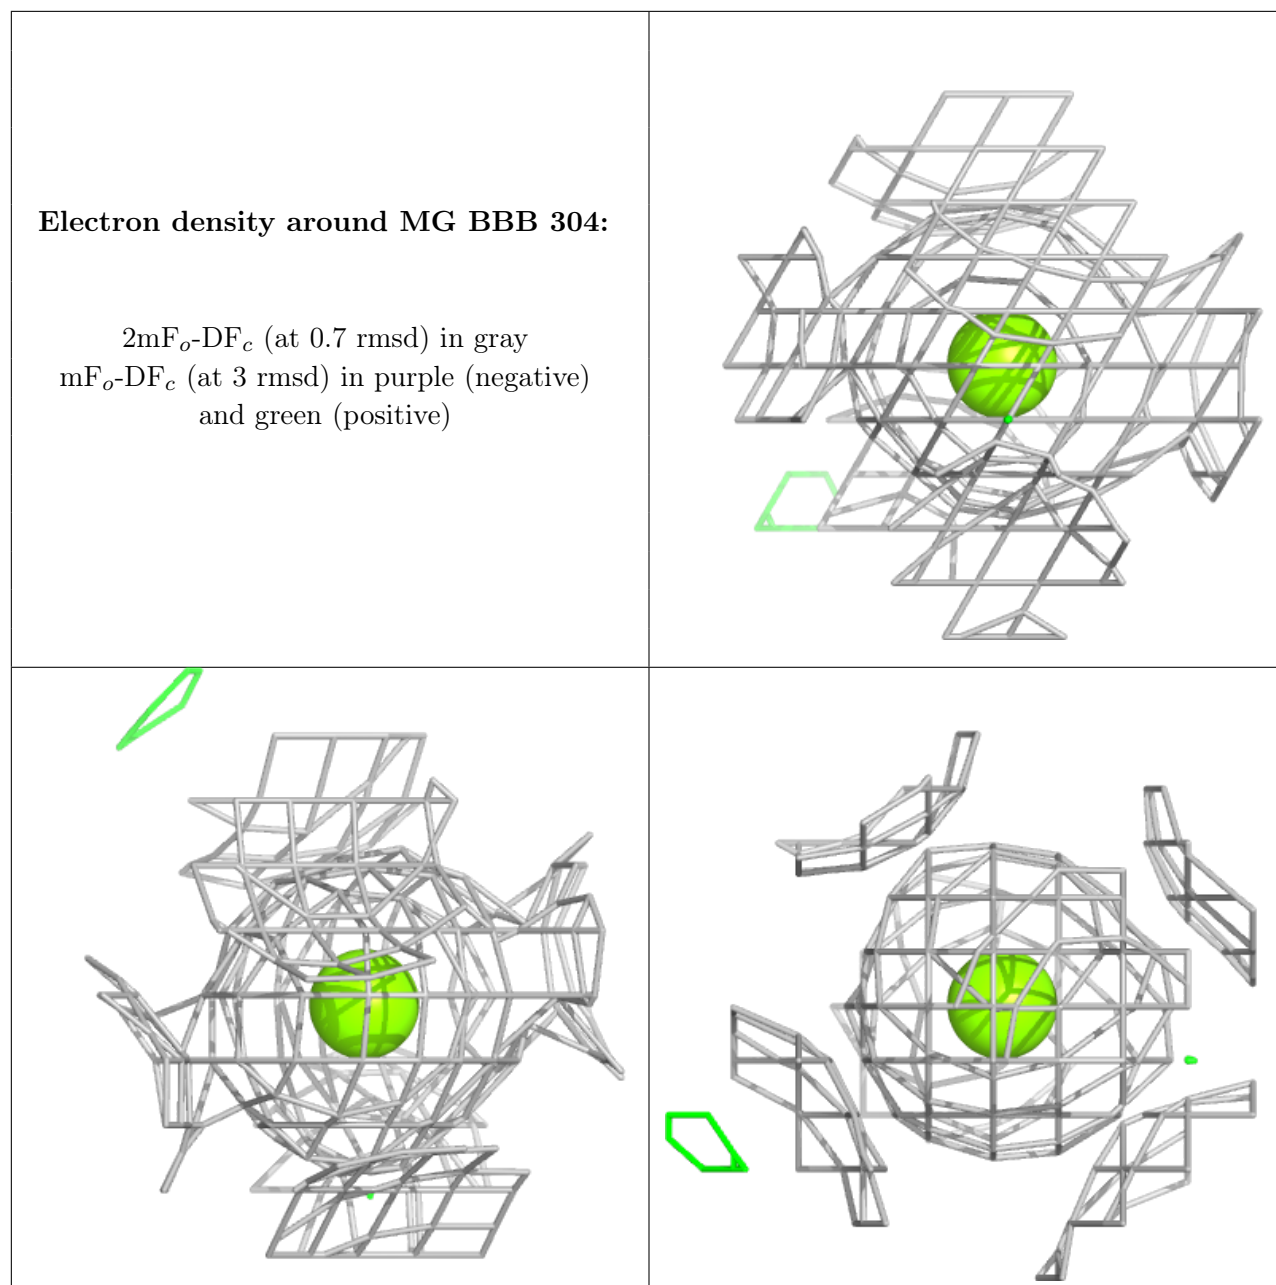 Electron density around MG BBB 304:
2mFo-DFc (at 0.7 rmsd) in gray
mFo-DFc (at 3 rmsd) in purple (negative)
and green (positive)